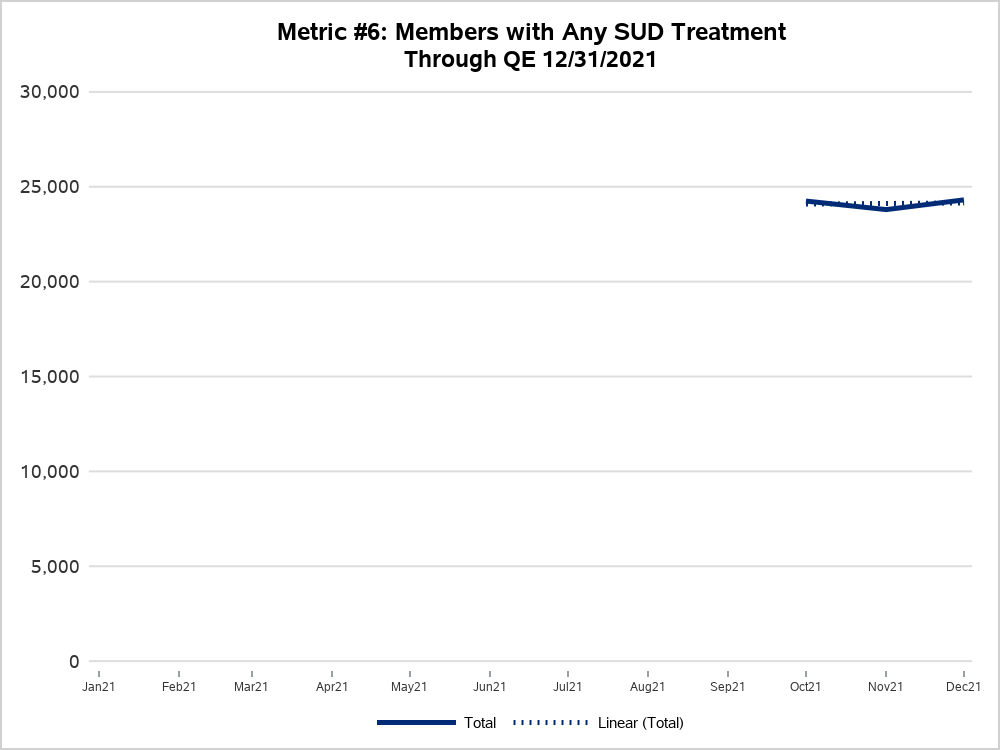 Metric #6: Members with Any SUD Treatment
Through QE 12/31/2021
30,000
25,000
20,000
15,000
10,000
5,000
0
Jan21 Feb21 Mar21 Apr21 May21 Jun21 Jul21 Aug21 Sep21 Oct21 Nov21 Dec21
Total Linear (Total)